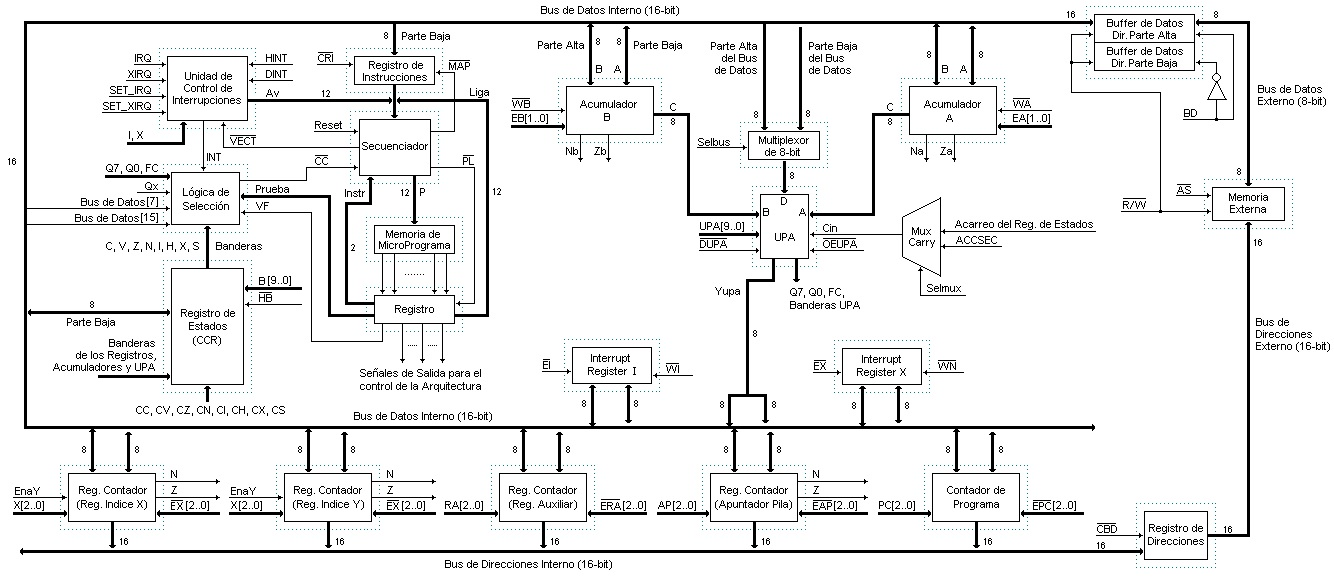 Bus de Datos Interno (16-bit)
16
Buffer de Datos
Dir. Parte Alta
Buffer de Datos
Dir. Parte Baja
8
8
Parte Baja
CRI
Registro de
Instrucciones
MAP
Liga
IRQ
XIRQ
SET_IRQ
SET_XIRQ
Unidad de
Control de
Interrupciones
HINT
DINT
Av
12
I, X
VECT
INT
Reset
Secuenciador
CC
PL
Parte Alta
8
8
Parte Baja
B
A
WB
EB[1..0]
Acumulador
B
C
8
Nb
Zb
Parte Alta
del Bus
de Datos
Parte Baja
del Bus
de Datos
8
8
Selbus
Multiplexor
de 8-bit
8
8
8
B
A
Acumulador
A
C
8
WA
EA[1..0]
Na
Za
BD
Bus de Datos
Externo (8-bit)
8
AS
R/W
Memoria
Externa
16
16
Q7, Q0, FC
Qx
Bus de Datos[7]
Bus de Datos[15]
Lógica de
Selección
Prueba
VF
Instr
12
P
12
2
Memoria de
MicroPrograma
........
Registro
.....
.....
Señales de Salida para el
control de la Arquitectura
C, V, Z, N, I, H, X, S
Banderas
B[9..0]
HB
Registro de
Estados
(CCR)
8
Parte Baja
Banderas
de los Registros,
Acumuladores y UPA
CC, CV, CZ, CN, CI, CH, CX, CS
D
B
A
UPA
UPA[9..0]
DUPA
Cin
OEUPA
Mux
Carry
Acarreo del Reg. de Estados
ACCSEC
Selmux
Yupa
Q7, Q0, FC,
Banderas UPA
8
Bus de
Direcciones
Externo (16-bit)
EI
Interrupt
Register I
WI
8
8
EX
Interrupt
Register X
WN
8
8
8
8
Bus de Datos Interno (16-bit)
8
8
EnaY
X[2..0]
Reg. Contador
(Reg. Indice X)
N
Z
EX[2..0]
16
8
8
EnaY
X[2..0]
Reg. Contador
(Reg. Indice Y)
N
Z
EX[2..0]
16
8
8
RA[2..0]
Reg. Contador
(Reg. Auxiliar)
ERA[2..0]
16
8
8
AP[2..0]
Reg. Contador
(Apuntador Pila)
N
Z
EAP[2..0]
16
8
8
PC[2..0]
Contador de
Programa
EPC[2..0]
16
CBD
16
Registro de
Direcciones
16
Bus de Direcciones Interno (16-bit)